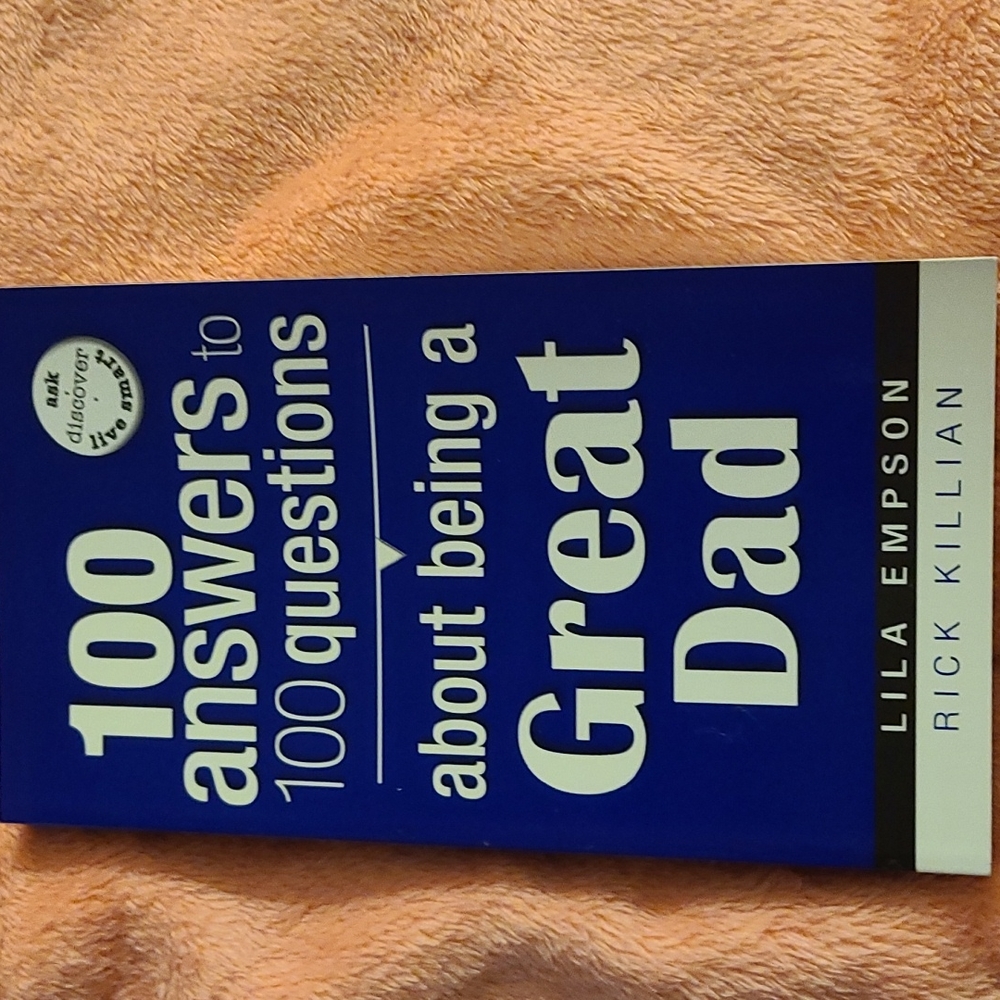 ask
discover
live smart
100
answers to
100 questions
about being a
Great
Dad
LILA EMPSON
RICK KILLIAN